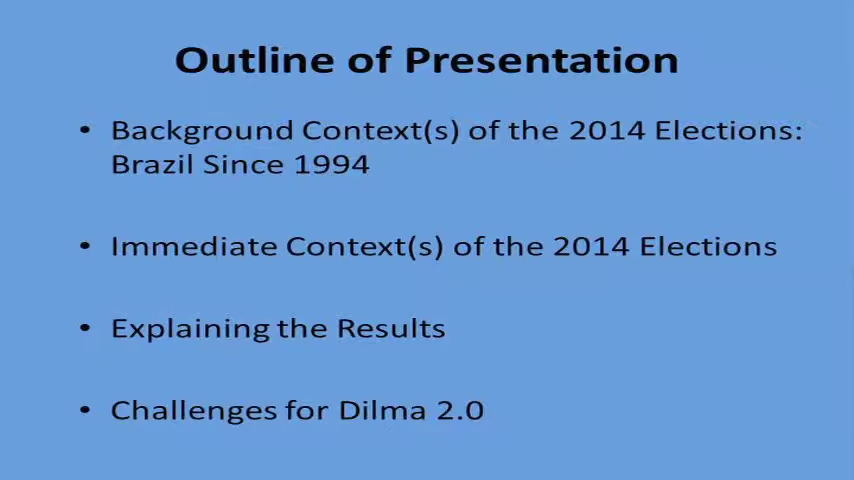 Outline of Presentation
• Background Context(s) of the 2014 Elections:
Brazil Since 1994
• Immediate Context(s) of the 2014 Elections
• Explaining the Results
• Challenges for Dilma 2.0